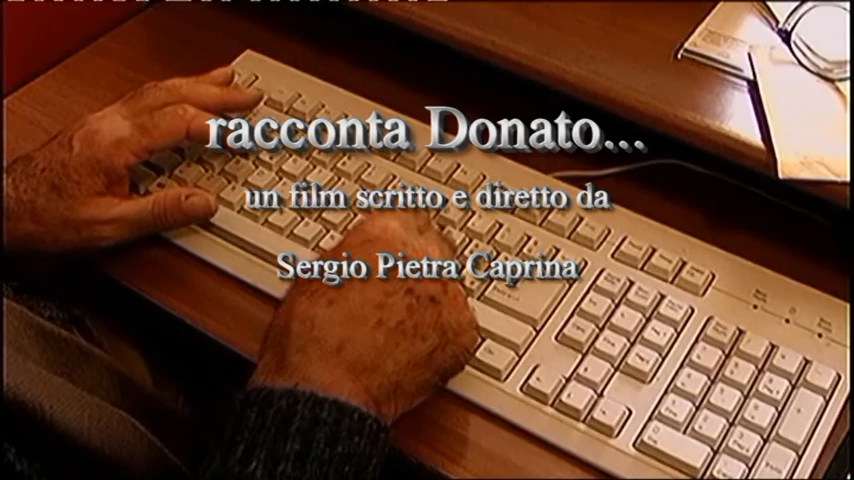 racconta Donato...
un film scritto e diretto da
Sergio Pietra Caprina